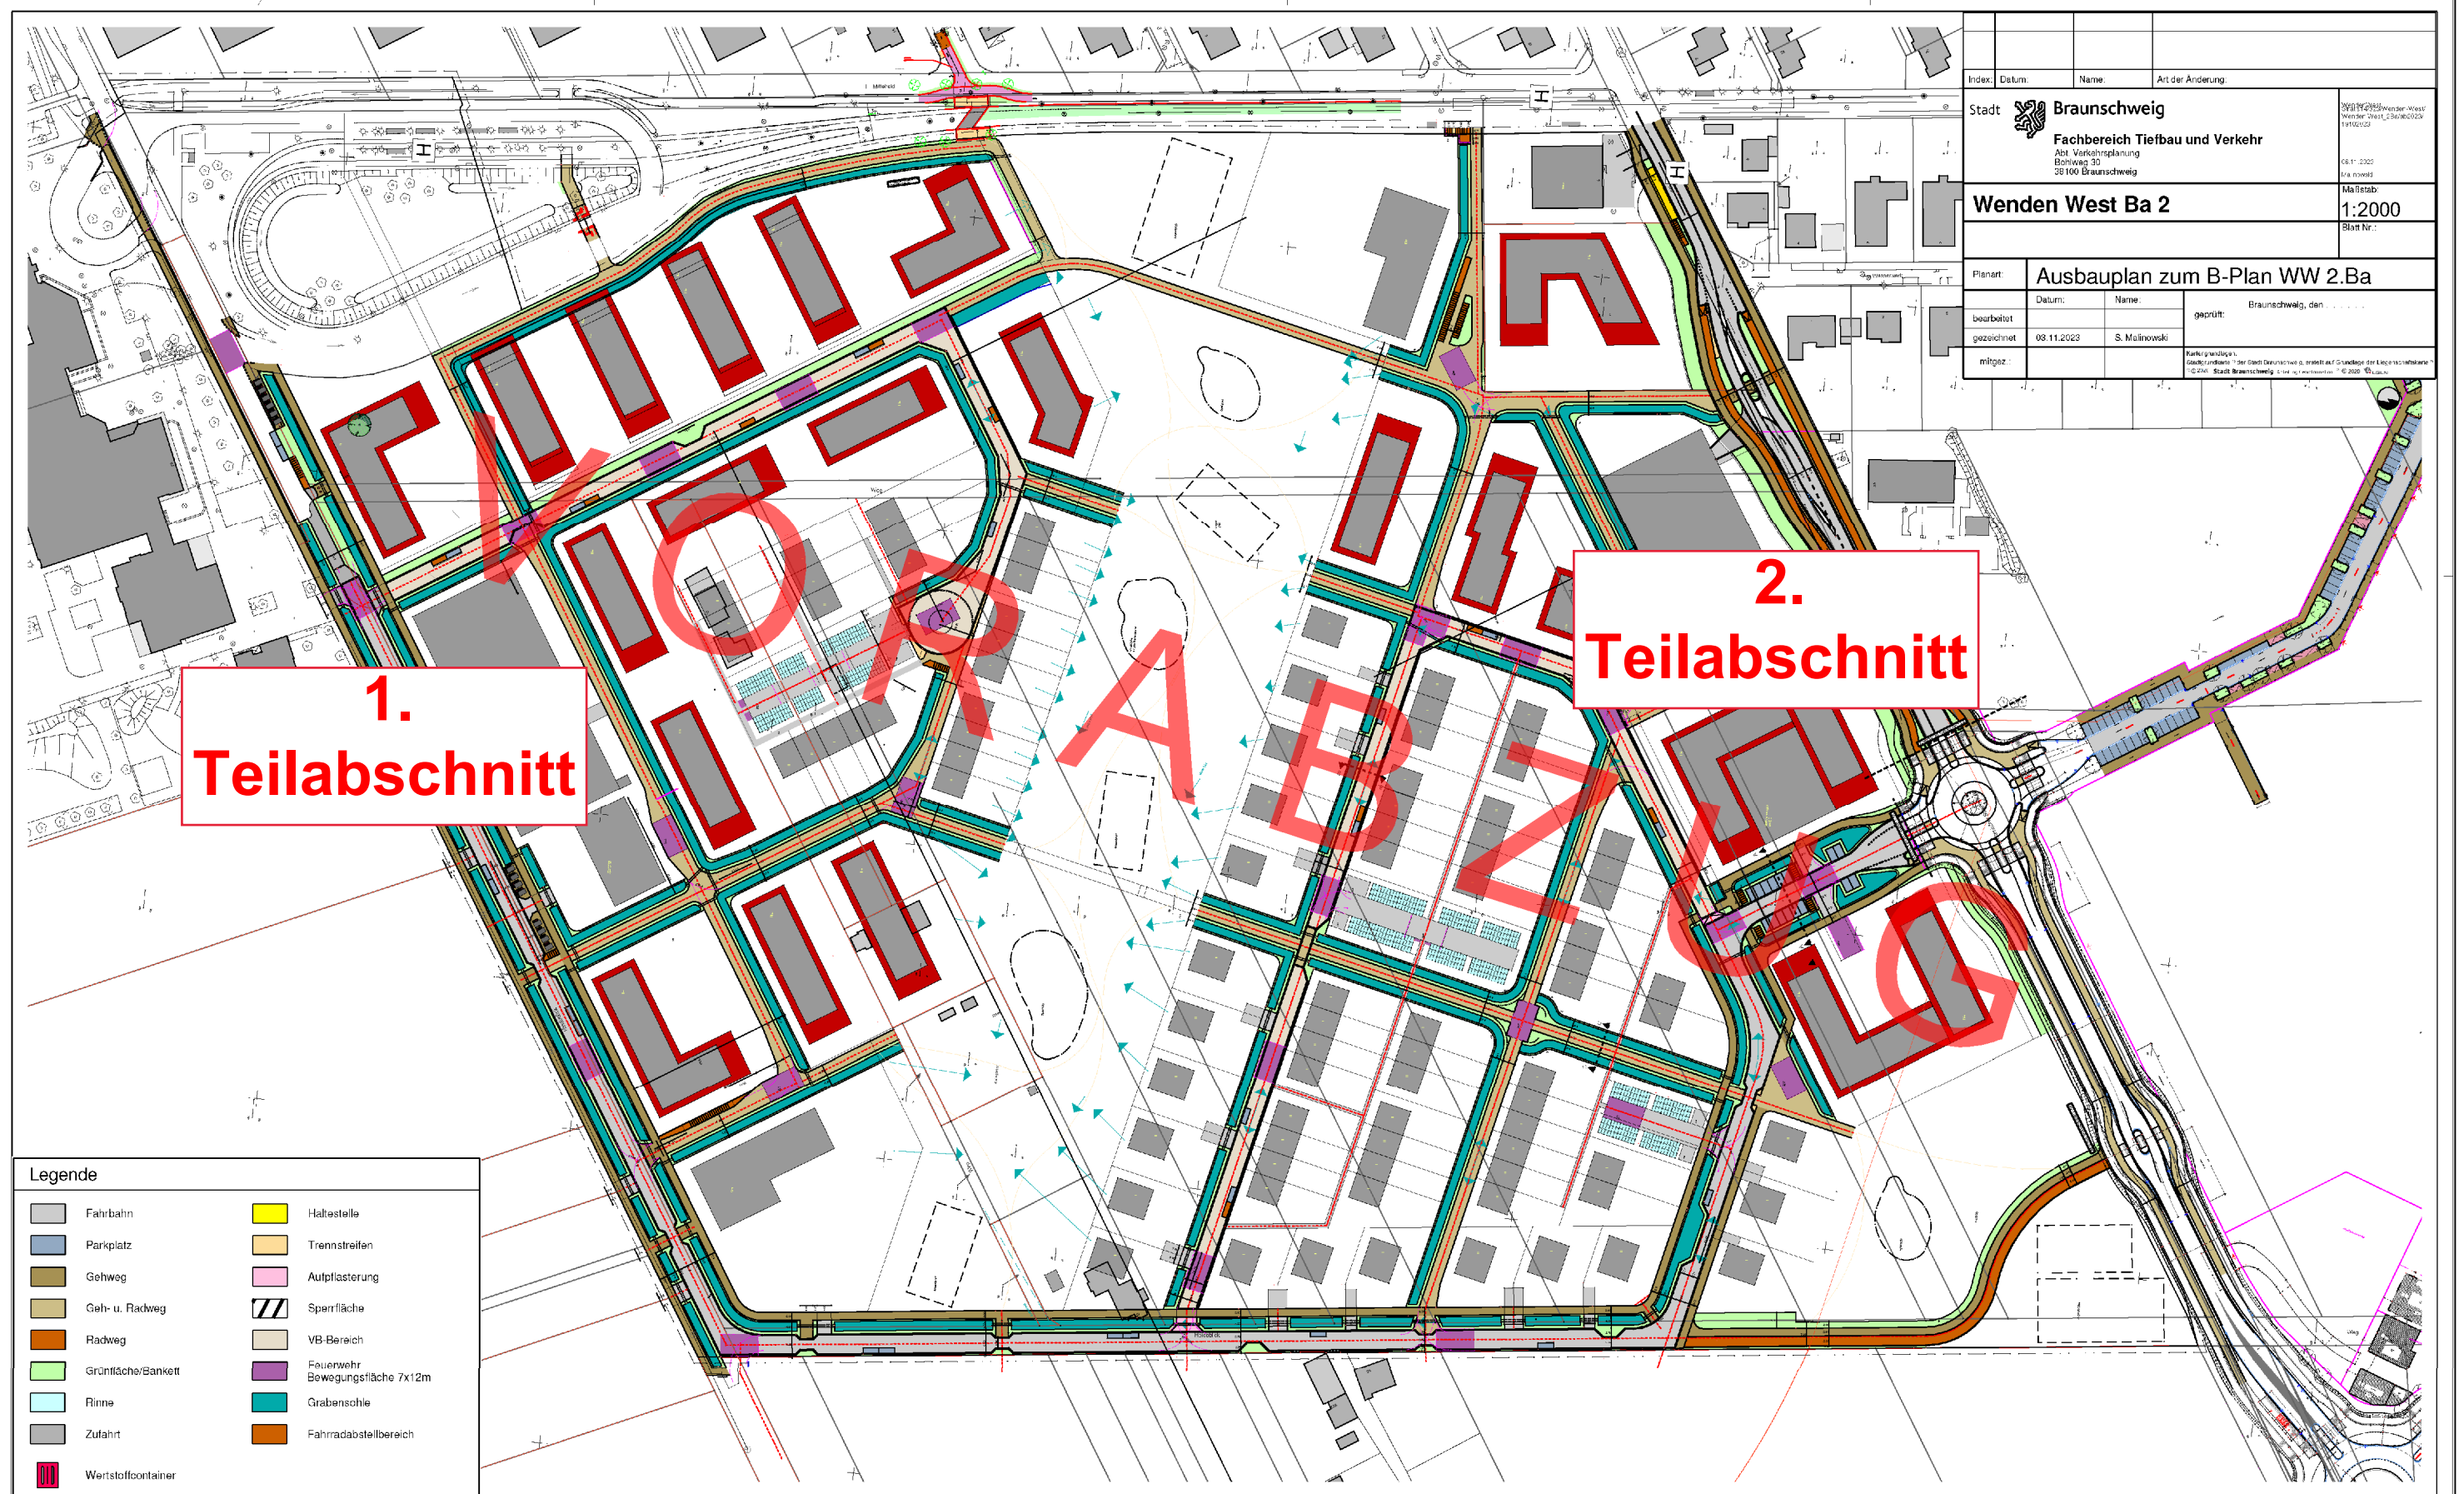 Index: Datum: Name: Art der Änderung:
Stadt Braunschweig
Fachbereich Tiefbau und Verkehr
Abt. Verkehrsplanung
Bohlweg 30
38100 Braunschweig
Wenden West Ba 2
Maßstab:
1:2000
Blatt Nr.:
Planart: Ausbauplan zum B-Plan WW 2.Ba
Datum: Name:
geprüft: Braunschweig, den
bearbeitet
gezeichnet 03.11.2023 S. Malinowski
mitgez.:
H
H
H
H
VORABZUG
1.
Teilabschnitt
2.
Teilabschnitt
Legende
Fahrbahn
Parkplatz
Gehweg
Geh- u. Radweg
Radweg
Grünfläche/Bankett
Rinne
Zufahrt
Wertstoffcontainer
Haltestelle
Trennstreifen
Aufpflasterung
Sperrfläche
VB-Bereich
Feuerwehr
Bewegungsfläche 7x12m
Grabensohle
Fahrradabstellbereich